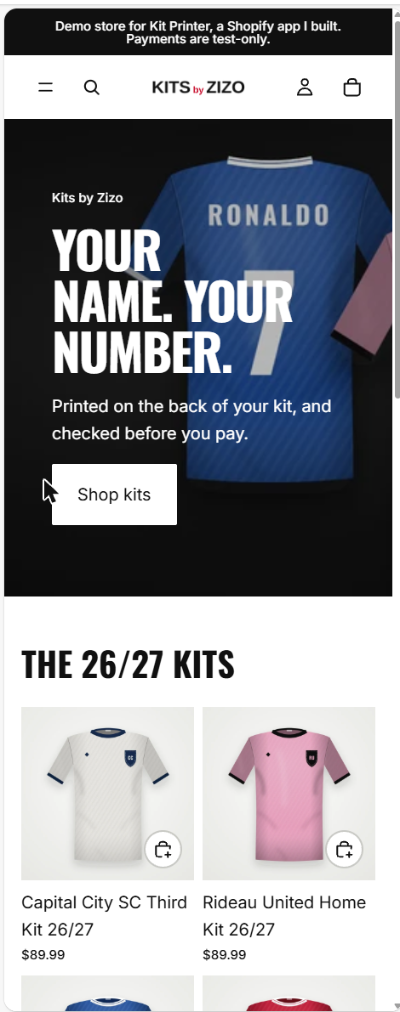 Demo store for Kit Printer, a Shopify app I built.
Payments are test-only.
KITS by ZIZO
RONALDO
7
Kits by Zizo
YOUR
NAME. YOUR
NUMBER.
Printed on the back of your kit, and
checked before you pay.
Shop kits
THE 26/27 KITS
Capital City SC Third
Kit 26/27
$89.99
Rideau United Home
Kit 26/27
$89.99